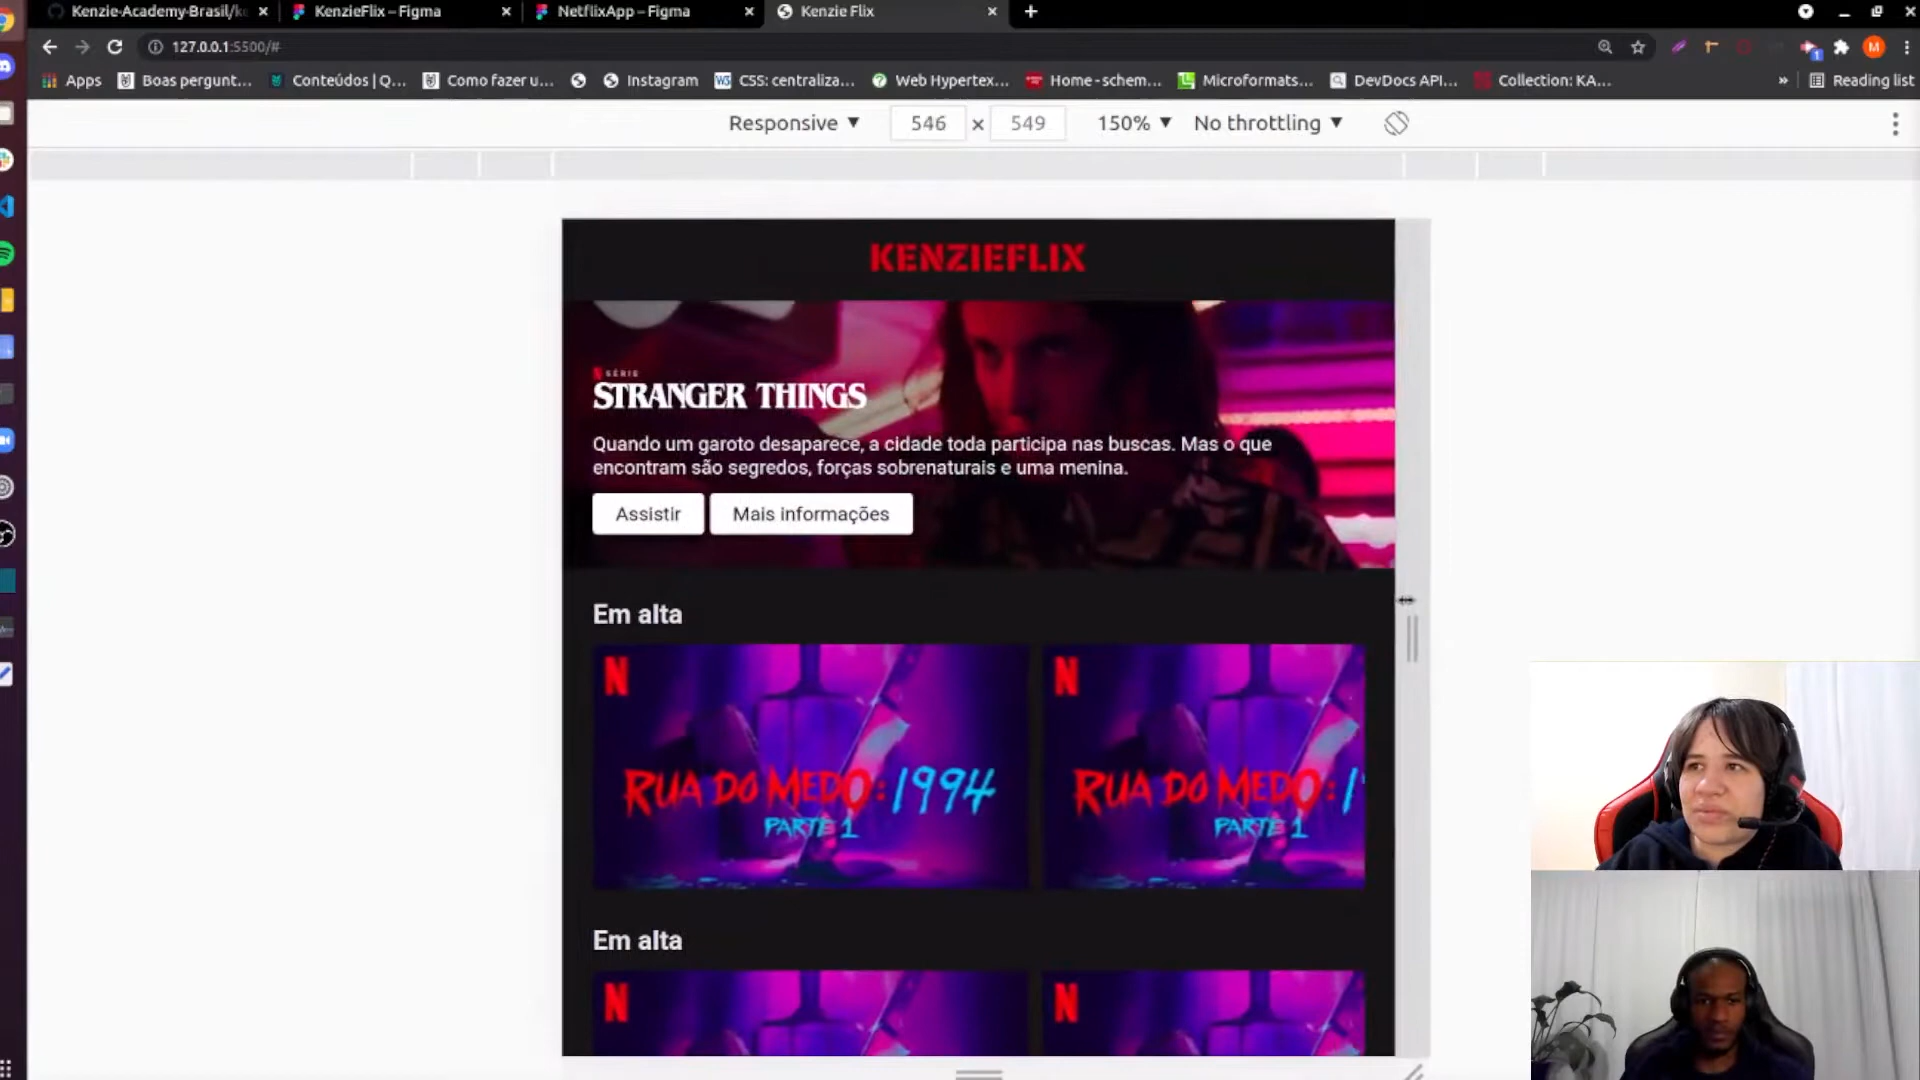 Kenzie-Academy-Brasil/k
KenzieFlix – Figma
NetflixApp – Figma
Kenzie Flix
127.0.0.1:5500/#
M
1
Apps
Boas pergunt...
Conteúdos | Q...
Como fazer u...
Instagram
CSS: centraliza...
Web Hypertex...
Home - schem...
Microformats...
DevDocs API...
Collection: KA...
»
Reading list
Responsive
546 × 549
150%
No throttling
KENZIEFLIX
N SÉRIE
STRANGER THINGS
Quando um garoto desaparece, a cidade toda participa nas buscas. Mas o que
encontram são segredos, forças sobrenaturais e uma menina.
Assistir
Mais informações
Em alta
N
RUA DO MEDO: 1994
PARTE 1
N
RUA DO MEDO: 1
PARTE 1
Em alta
N
N